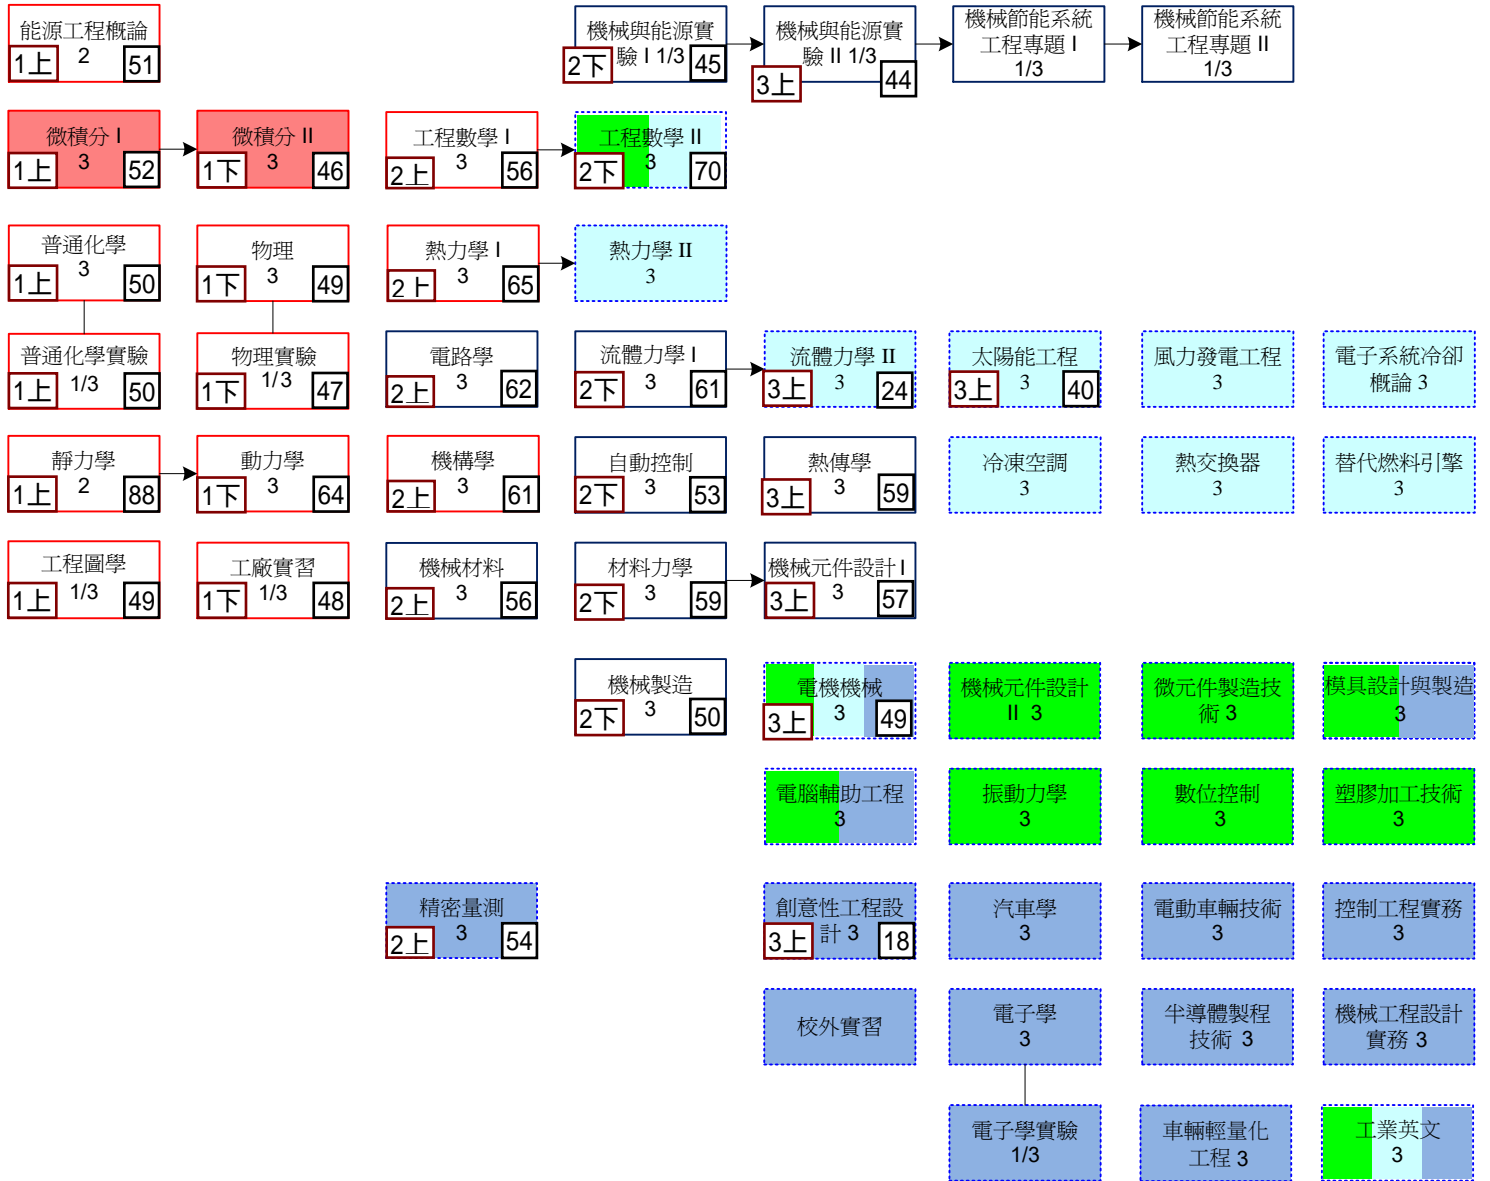 能源工程概論
2
1上
51
機械與能源實
驗 I 1/3
2下
45
機械與能源實
驗 II 1/3
3上
44
機械節能系統
工程專題 I
1/3
機械節能系統
工程專題 II
1/3
微積分 I
3
1上
52
微積分 II
3
1下
46
工程數學 I
3
2上
56
工程數學 II
3
2下
70
普通化學
3
1上
50
物理
3
1下
49
熱力學 I
3
2上
65
熱力學 II
3
普通化學實驗
1/3
1上
50
物理實驗
1/3
1下
47
電路學
3
2上
62
流體力學 I
3
2下
61
流體力學 II
3
3上
24
太陽能工程
3
3上
40
風力發電工程
3
電子系統冷卻
概論 3
靜力學
2
1上
88
動力學
3
1下
64
機構學
3
2上
61
自動控制
3
2下
53
熱傳學
3
3上
59
冷凍空調
3
熱交換器
3
替代燃料引擎
3
工程圖學
1/3
1上
49
工廠實習
1/3
1下
48
機械材料
3
2上
56
材料力學
3
2下
59
機械元件設計 I
3
3上
57
機械製造
3
2下
50
電機機械
3
3上
49
機械元件設計
II 3
微元件製造技
術 3
模具設計與製造
3
電腦輔助工程
3
振動力學
3
數位控制
3
塑膠加工技術
3
精密量測
3
2上
54
創意性工程設
計 3
3上
18
汽車學
3
電動車輛技術
3
控制工程實務
3
校外實習
電子學
3
半導體製程
技術 3
機械工程設計
實務 3
電子學實驗
1/3
車輛輕量化
工程 3
工業英文
3